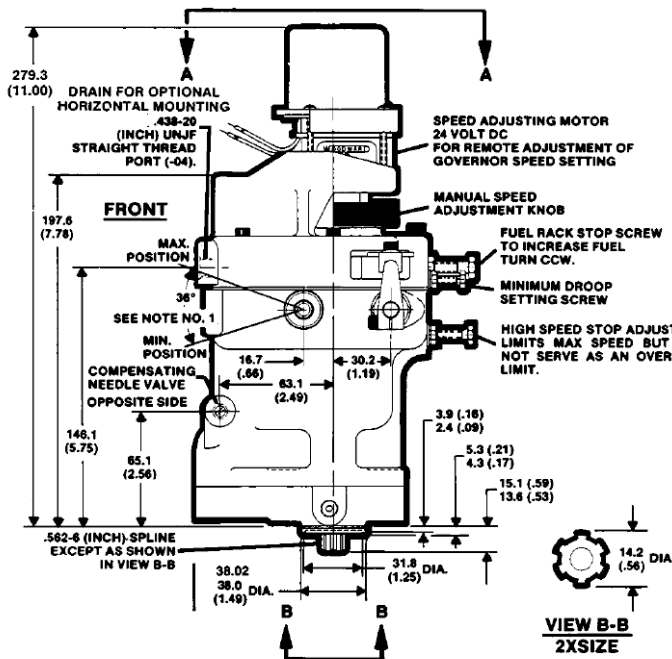 A
A
279.3
(11.00)
DRAIN FOR OPTIONAL
HORIZONTAL MOUNTING
.438-20
(INCH) UNJF
STRAIGHT THREAD
PORT (-04).
WOODWARD
SPEED ADJUSTING MOTOR
24 VOLT DC
FOR REMOTE ADJUSTMENT OF
GOVERNOR SPEED SETTING
197.6
(7.78)
FRONT
MANUAL SPEED
ADJUSTMENT KNOB
MAX.
POSITION
FUEL RACK STOP SCREW
TO INCREASE FUEL
TURN CCW.
36°
MINIMUM DROOP
SETTING SCREW
SEE NOTE NO. 1
MIN.
POSITION
HIGH SPEED STOP ADJUST
LIMITS MAX SPEED BUT
NOT SERVE AS AN OVER
LIMIT.
16.7
(.66)
30.2
(1.19)
COMPENSATING
NEEDLE VALVE
OPPOSITE SIDE
63.1
(2.49)
146.1
(5.75)
65.1
(2.56)
3.9 (.16)
2.4 (.09)
5.3 (.21)
4.3 (.17)
15.1 (.59)
13.6 (.53)
.562-6 (INCH) SPLINE
EXCEPT AS SHOWN
IN VIEW B-B
38.02
38.0 DIA.
(1.49)
31.8 DIA.
(1.25)
14.2 DIA
(.56)
B
B
VIEW B-B
2XSIZE